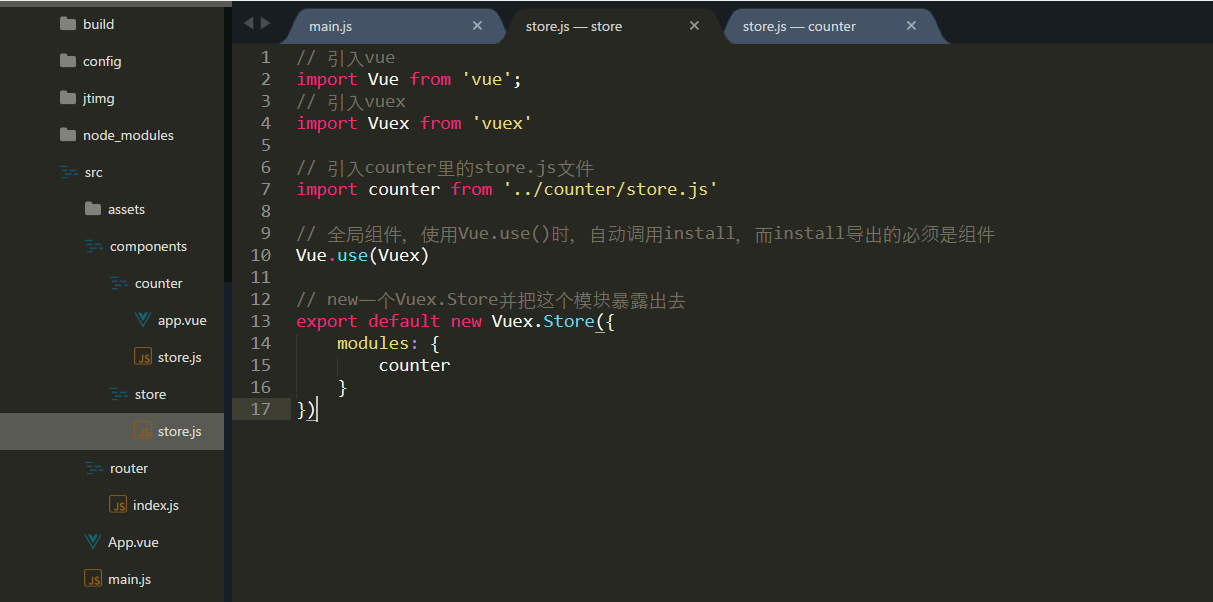 build
config
jtimg
node_modules
src
assets
components
counter
app.vue
JS store.js
store
JS store.js
router
JS index.js
App.vue
JS main.js
main.js ×
store.js — store ×
store.js — counter ×
1 // 引入vue
2 import Vue from 'vue';
3 // 引入vuex
4 import Vuex from 'vuex'
5
6 // 引入counter里的store.js文件
7 import counter from '../counter/store.js'
8
9 // 全局组件, 使用Vue.use()时, 自动调用install, 而install导出的必须是组件
10 Vue.use(Vuex)
11
12 // new一个Vuex.Store并把这个模块暴露出去
13 export default new Vuex.Store({
14 modules: {
15 counter
16 }
17 })